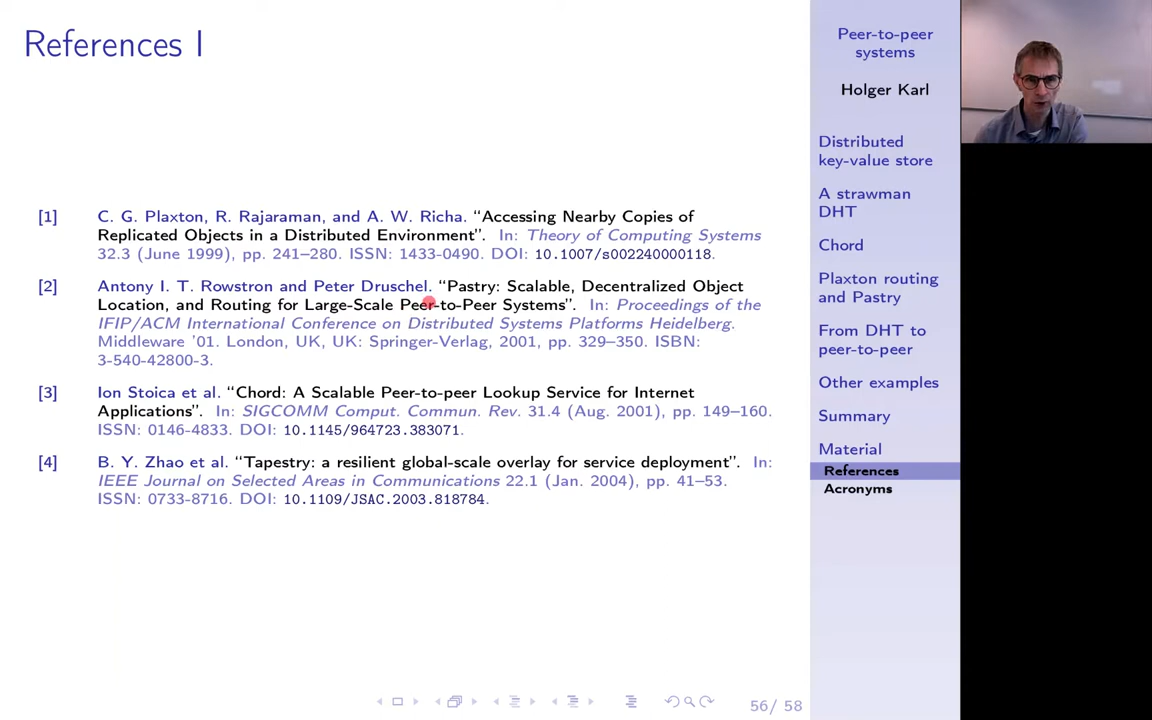 References I
[1] C. G. Plaxton, R. Rajaraman, and A. W. Richa. “Accessing Nearby Copies of
Replicated Objects in a Distributed Environment”. In: Theory of Computing Systems
32.3 (June 1999), pp. 241–280. ISSN: 1433-0490. DOI: 10.1007/s002240000118.
[2] Antony I. T. Rowstron and Peter Druschel. “Pastry: Scalable, Decentralized Object
Location, and Routing for Large-Scale Peer-to-Peer Systems”. In: Proceedings of the
IFIP/ACM International Conference on Distributed Systems Platforms Heidelberg.
Middleware ’01. London, UK, UK: Springer-Verlag, 2001, pp. 329–350. ISBN:
3-540-42800-3.
[3] Ion Stoica et al. “Chord: A Scalable Peer-to-peer Lookup Service for Internet
Applications”. In: SIGCOMM Comput. Commun. Rev. 31.4 (Aug. 2001), pp. 149–160.
ISSN: 0146-4833. DOI: 10.1145/964723.383071.
[4] B. Y. Zhao et al. “Tapestry: a resilient global-scale overlay for service deployment”. In:
IEEE Journal on Selected Areas in Communications 22.1 (Jan. 2004), pp. 41–53.
ISSN: 0733-8716. DOI: 10.1109/JSAC.2003.818784.
56/ 58
Peer-to-peer
systems
Holger Karl
Distributed
key-value store
A strawman
DHT
Chord
Plaxton routing
and Pastry
From DHT to
peer-to-peer
Other examples
Summary
Material
References
Acronyms